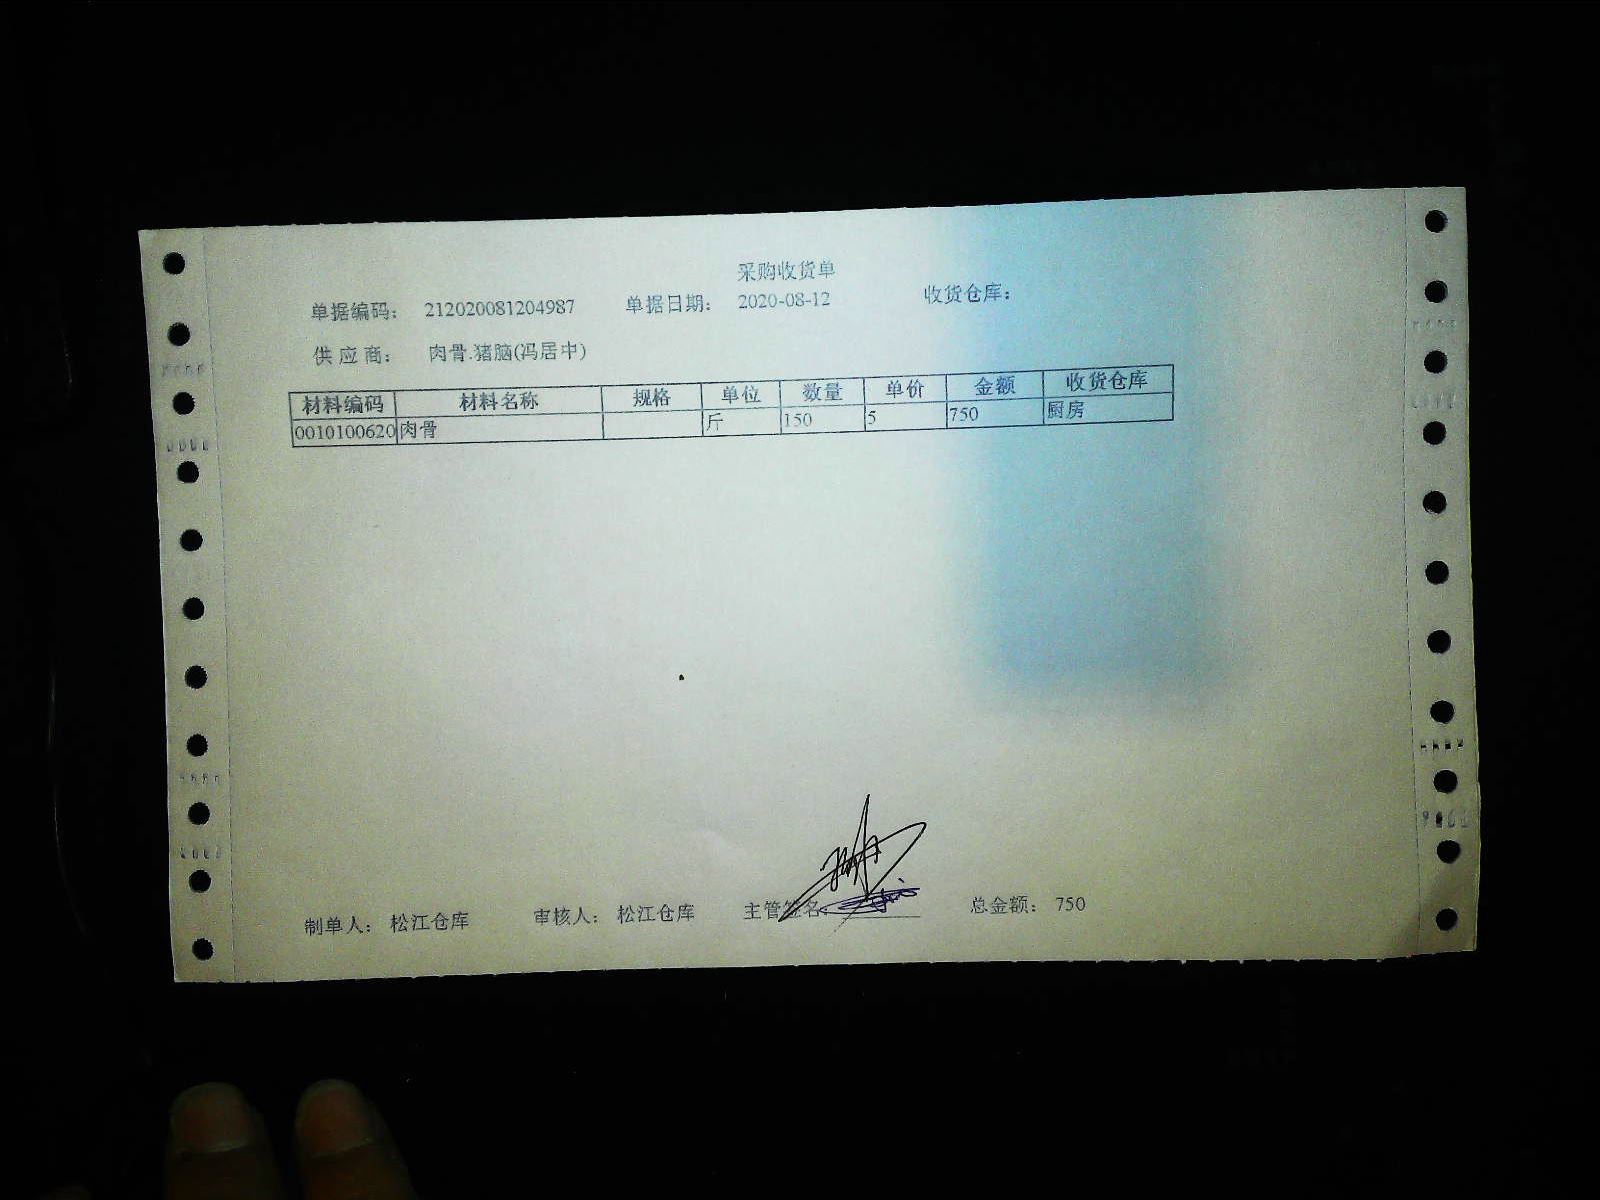 采购收货单
单据编码： 212020081204987 单据日期： 2020-08-12 收货仓库：
供 应 商： 肉骨.猪脑(冯居中)
材料编码 材料名称 规格 单位 数量 单价 金额 收货仓库
0010100620 肉骨 斤 150 5 750 厨房
制单人： 松江仓库 审核人： 松江仓库 主管签名: 总金额： 750